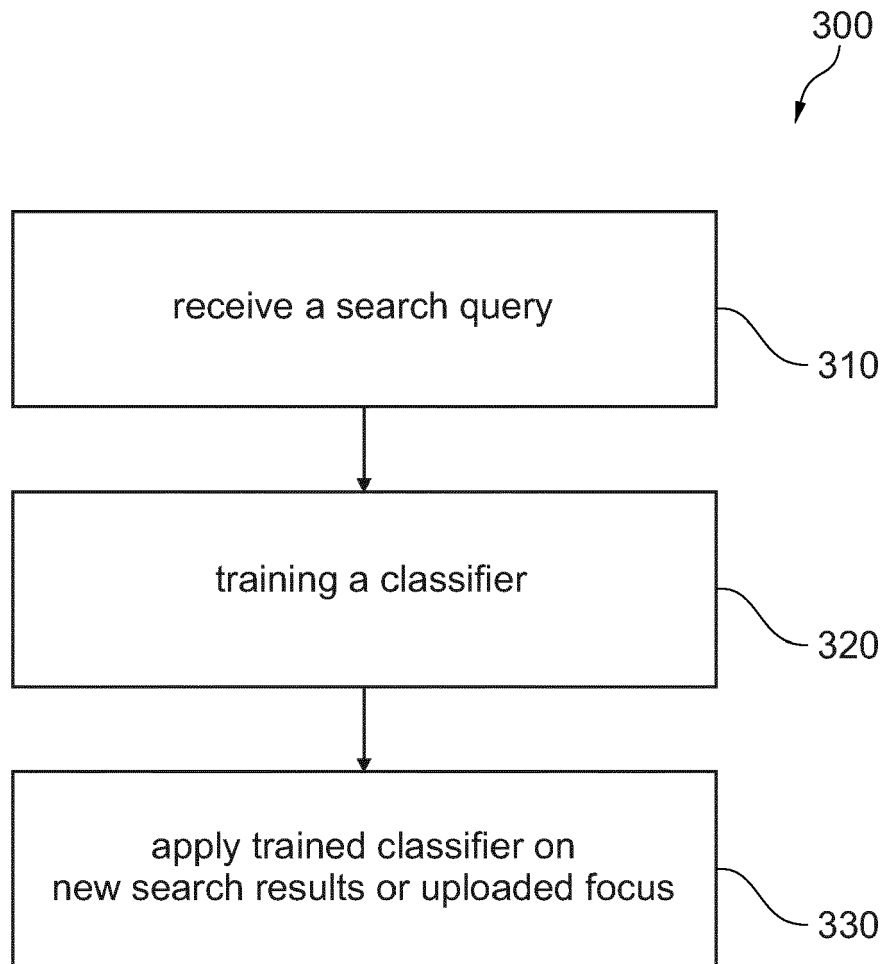 300
receive a search query
310
training a classifier
320
apply trained classifier on
new search results or uploaded focus
330